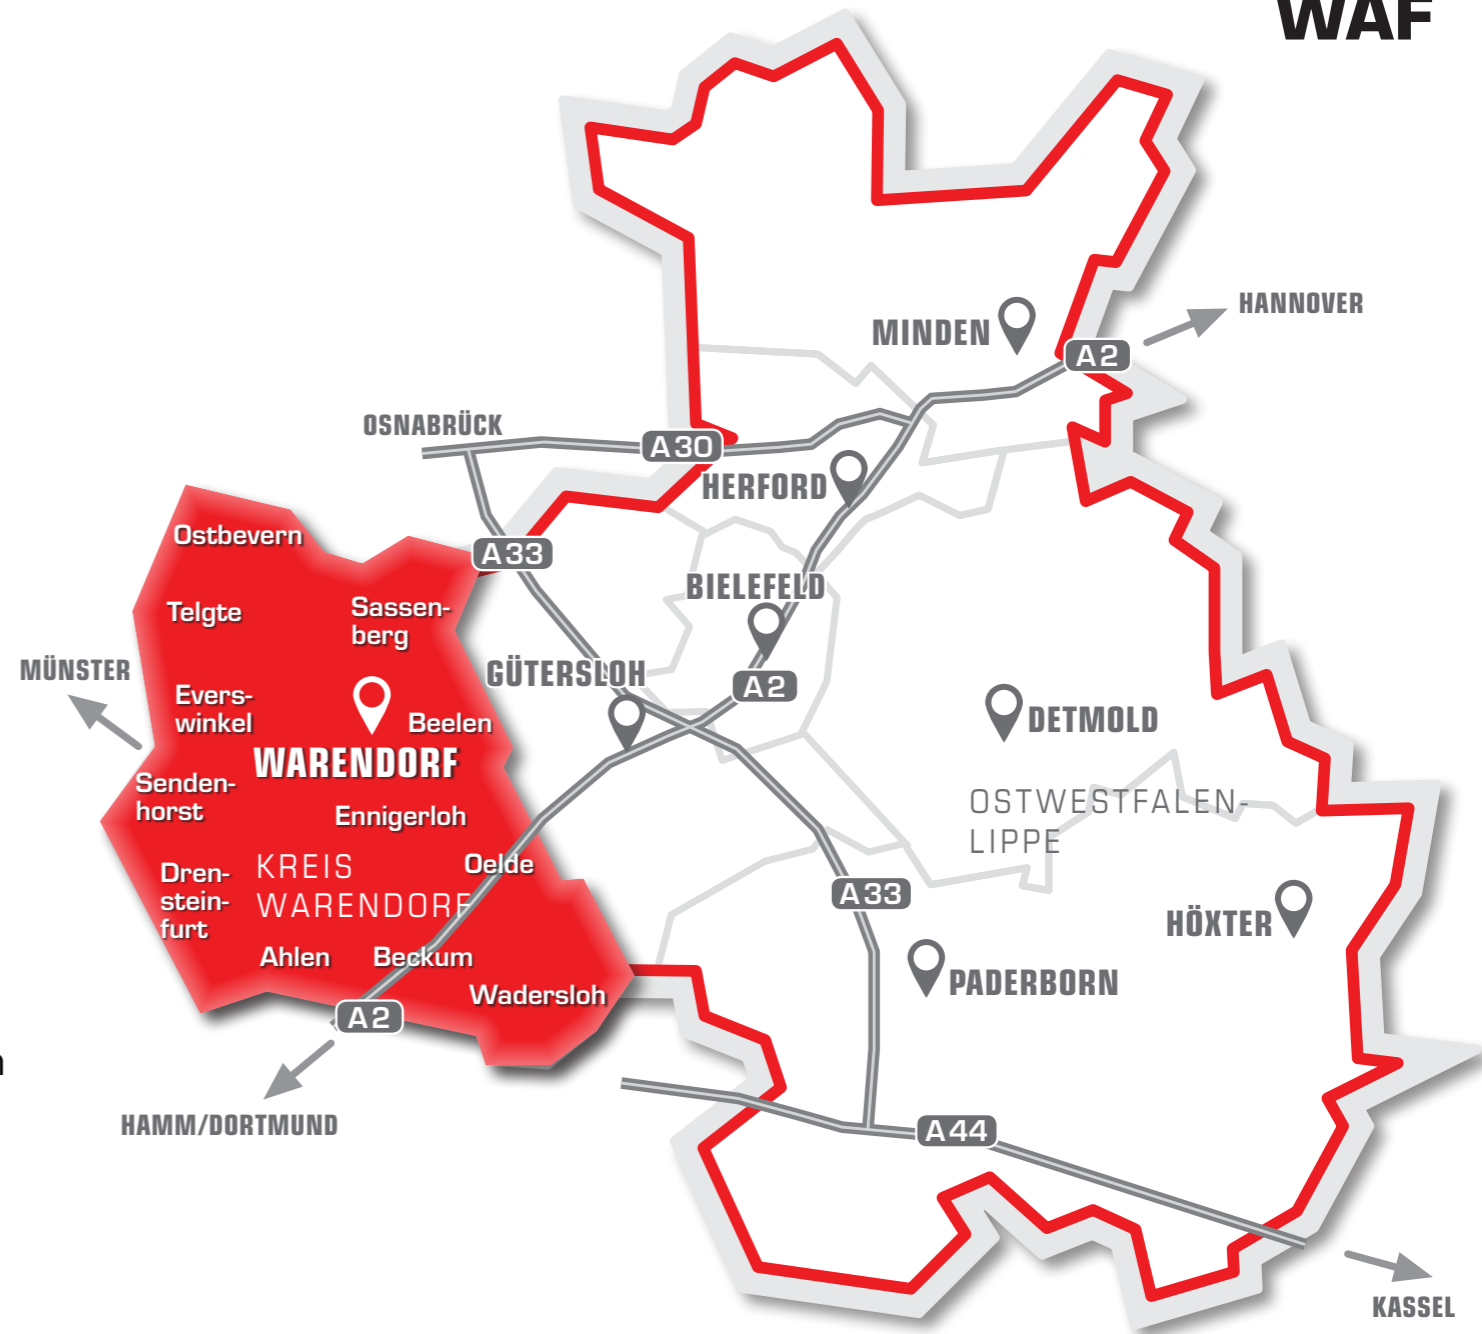 WAF
HANNOVER
MINDEN
A2
OSNABRÜCK
A30
HERFORD
Ostbevern
A33
BIELEFELD
Telgte
Sassen-
berg
MÜNSTER
GÜTERSLOH
A2
Evers-
winkel
Beelen
DETMOLD
WARENDORF
Senden-
horst
OSTWESTFALEN-
LIPPE
Ennigerloh
KREIS
WARENDORF
Oelde
Dren-
stein-
furt
A33
HÖXTER
Ahlen
Beckum
PADERBORN
Wadersloh
A2
n
HAMM/DORTMUND
A44
KASSEL